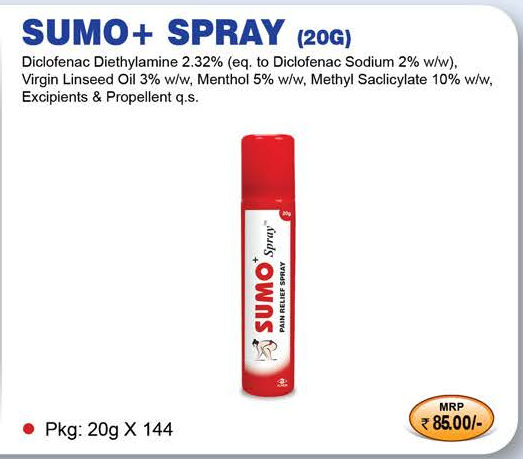 SUMO+ SPRAY (20G)
Diclofenac Diethylamine 2.32% (eq. to Diclofenac Sodium 2% w/w),
Virgin Linseed Oil 3% w/w, Menthol 5% w/w, Methyl Saclicylate 10% w/w,
Excipients & Propellent q.s.
20g
SUMO+ Spray™
PAIN RELIEF SPRAY
Pkg: 20g X 144
MRP
₹ 85.00/-